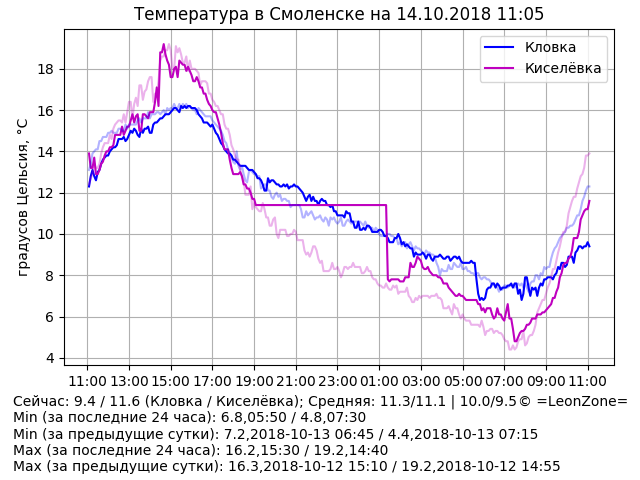 Температура в Смоленске на 14.10.2018 11:05
Кловка
Киселёвка
градусов Цельсия, °C
18
16
14
12
10
8
6
4
11:00 13:00 15:00 17:00 19:00 21:00 23:00 01:00 03:00 05:00 07:00 09:00 11:00
Сейчас: 9.4 / 11.6 (Кловка / Киселёвка); Средняя: 11.3/11.1 | 10.0/9.5© =LeonZone=
Min (за последние 24 часа): 6.8,05:50 / 4.8,07:30
Min (за предыдущие сутки): 7.2,2018-10-13 06:45 / 4.4,2018-10-13 07:15
Max (за последние 24 часа): 16.2,15:30 / 19.2,14:40
Max (за предыдущие сутки): 16.3,2018-10-12 15:10 / 19.2,2018-10-12 14:55